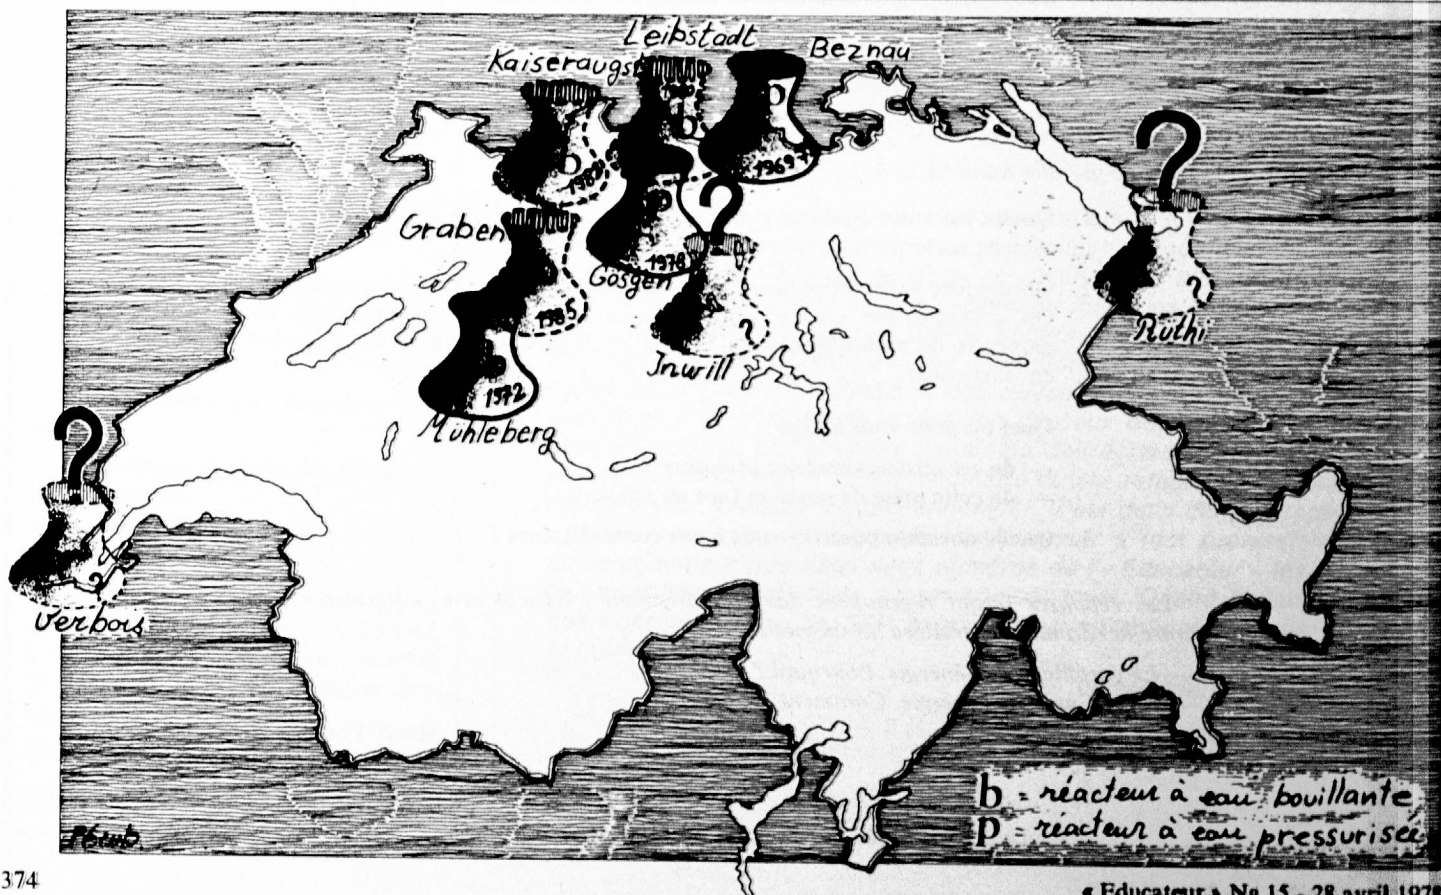 Leibstadt
Beznau
Kaiseraugst
p
b
b
1969
Graben
1978
Gösgen
1985
?
?
?
?
Rüthi
Inwill
1972
Mühleberg
?
?
Verbois
b = réacteur à eau bouillante
p = réacteur à eau pressurisée
374
« Educateur » No 15 - 28 avril